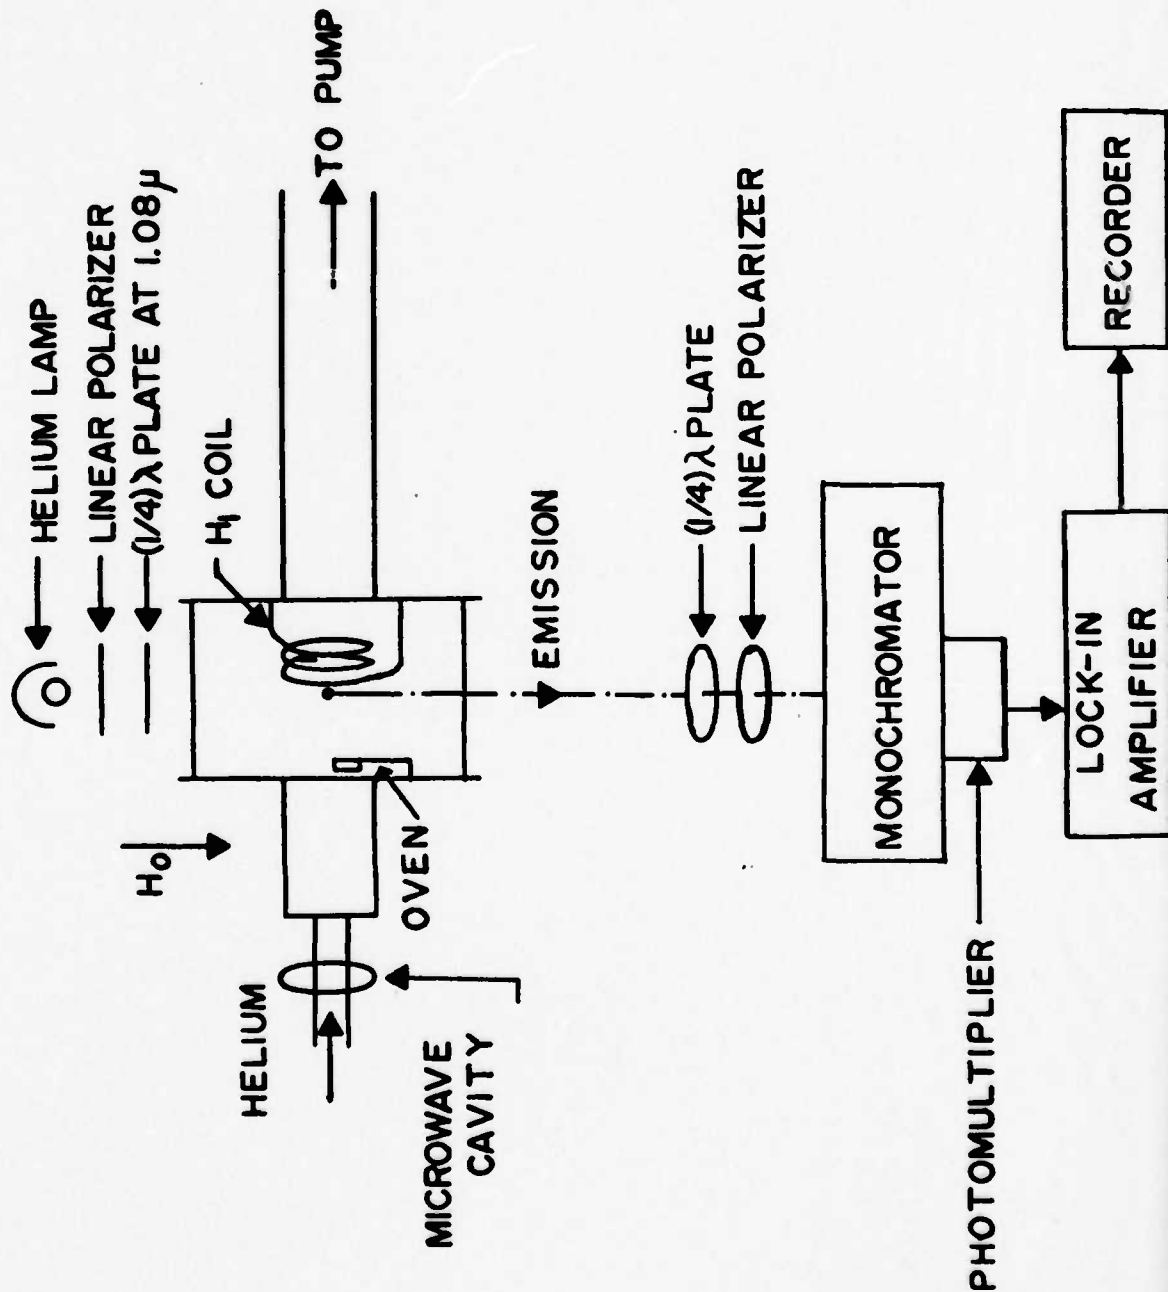 HELIUM LAMP
LINEAR POLARIZER
(1/4)λ PLATE AT 1.08μ
H₁ COIL
TO PUMP
H₀
HELIUM
MICROWAVE
CAVITY
OVEN
EMISSION
(1/4)λ PLATE
LINEAR POLARIZER
MONOCHROMATOR
PHOTOMULTIPLIER
LOCK-IN
AMPLIFIER
RECORDER